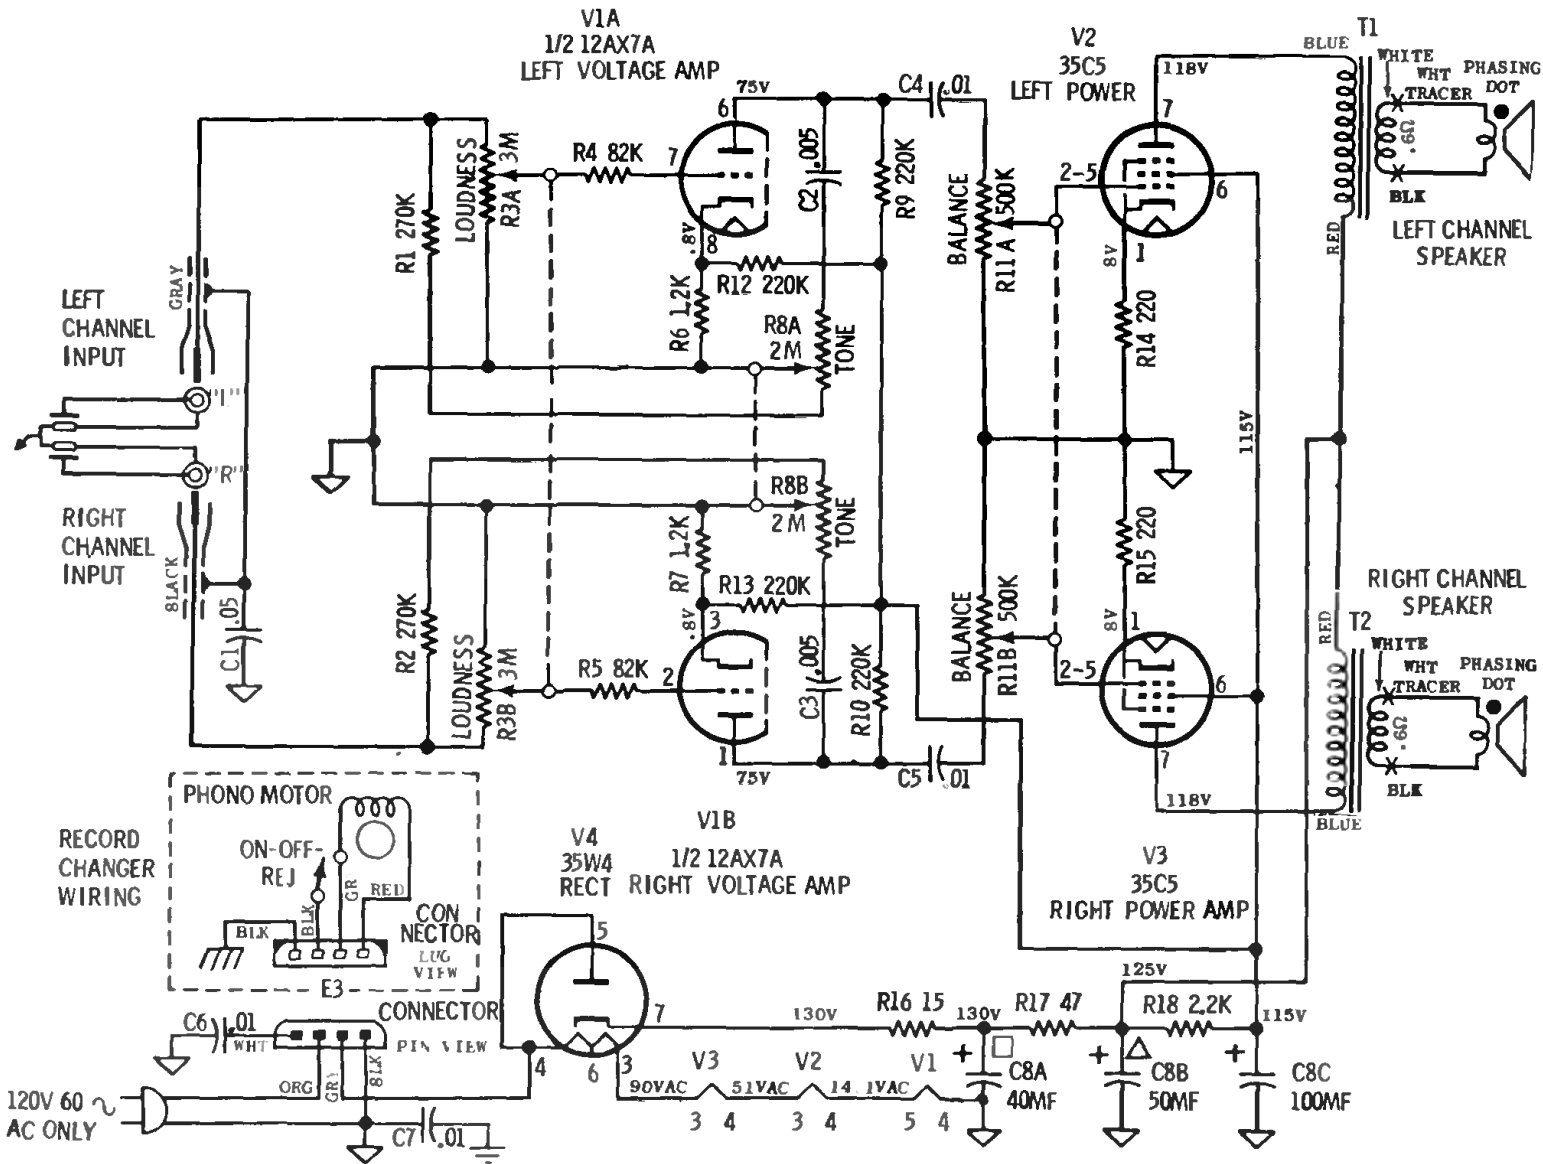 V1A
1/2 12AX7A
LEFT VOLTAGE AMP
V2
35C5
LEFT POWER
T1
BLUE
WHITE
WHT
TRACER
PHASING
DOT
118V
7
75V
6
C4 .01
R4 82K
7
LOUDNESS
R3A 3M
R1 270K
C2 .005
R9 220K
BALANCE
R11A 500K
2-5
6
.6Ω
BLK
LEFT CHANNEL
SPEAKER
RED
.8V
8
R12 220K
R6 1.2K
R8A
2M
TONE
8V
1
R14 220
115V
GRAY
LEFT
CHANNEL
INPUT
"L"
"R"
RIGHT
CHANNEL
INPUT
BLACK
C1 .05
R2 270K
LOUDNESS
R3B 3M
R8B
2M
TONE
R7 1.2K
R13 220K
.8V
3
R5 82K
2
C3 .005
R10 220K
1
75V
C5 .01
BALANCE
R11B 500K
R15 220
8V
1
2-5
6
7
118V
RIGHT CHANNEL
SPEAKER
T2
RED
WHITE
WHT
TRACER
PHASING
DOT
.6Ω
BLK
BLUE
V3
35C5
RIGHT POWER AMP
V1B
1/2 12AX7A
RIGHT VOLTAGE AMP
V4
35W4
RECT
PHONO MOTOR
RECORD
CHANGER
WIRING
ON-OFF-
REJ
BLK
BLK
GR
RED
CON
NECTOR
LUG
VIEW
E3
CONNECTOR
PIN VIEW
C6 .01
WHT
ORG
GRY
BLK
120V 60 ~
AC ONLY
C7 .01
5
7
4
6
3
130V
R16 15
130V
R17 47
125V
R18 2.2K
115V
90VAC
V3
3 4
51VAC
V2
3 4
14.1VAC
V1
5 4
+
C8A
40MF
+
C8B
50MF
+
C8C
100MF